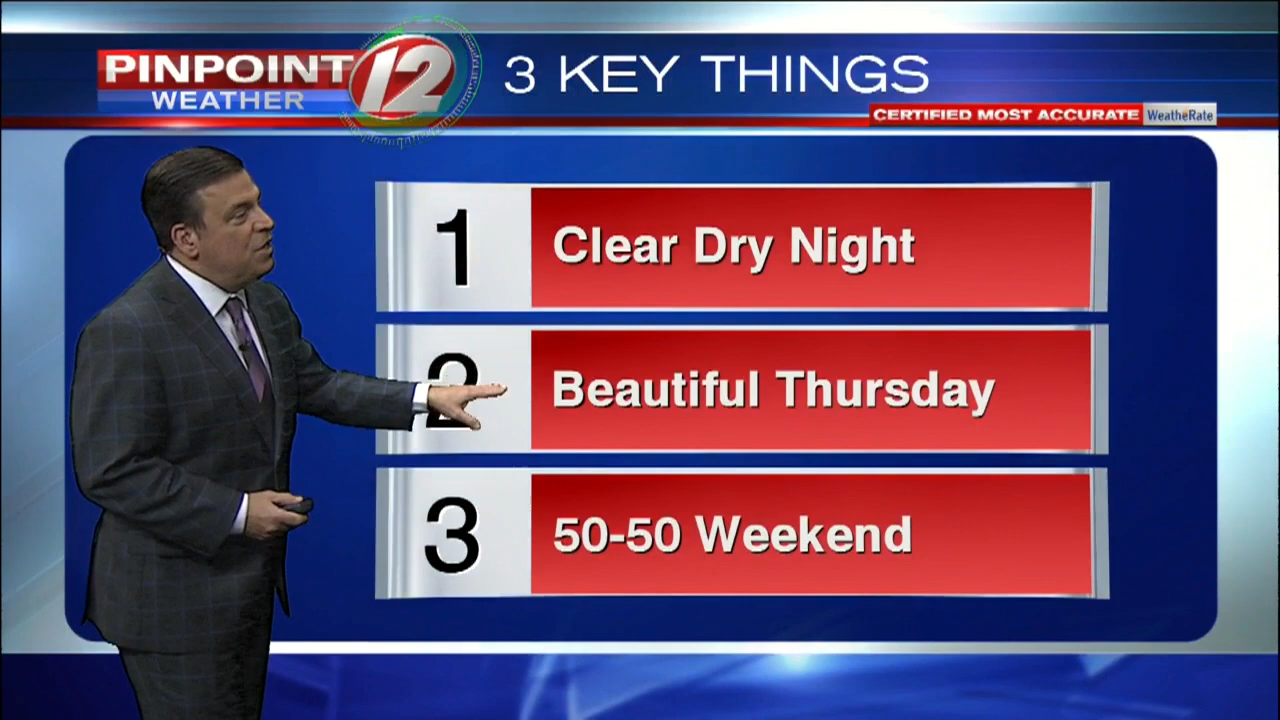 PINPOINT 12
WEATHER
3 KEY THINGS
CERTIFIED MOST ACCURATE WeatheRate
1 Clear Dry Night
2 Beautiful Thursday
3 50-50 Weekend